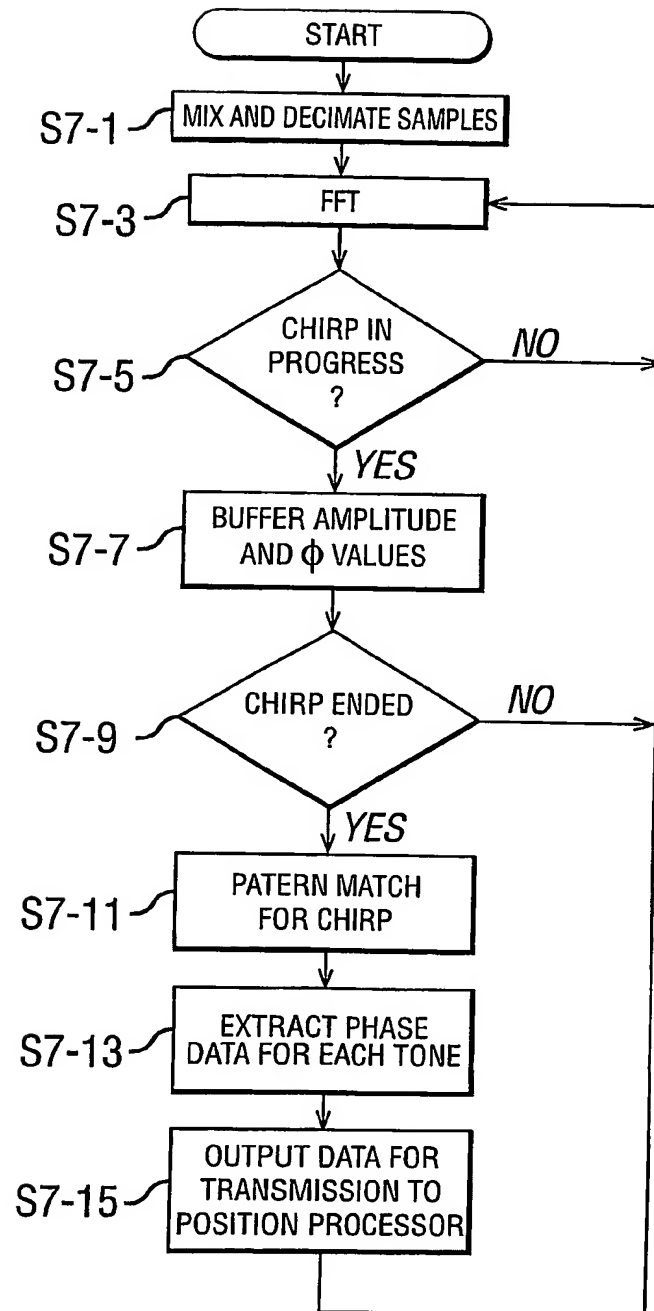 START
S7-1
MIX AND DECIMATE SAMPLES
S7-3
FFT
S7-5
CHIRP IN
PROGRESS
?
NO
YES
S7-7
BUFFER AMPLITUDE
AND ϕ VALUES
S7-9
CHIRP ENDED
?
NO
YES
S7-11
PATERN MATCH
FOR CHIRP
S7-13
EXTRACT PHASE
DATA FOR EACH TONE
S7-15
OUTPUT DATA FOR
TRANSMISSION TO
POSITION PROCESSOR